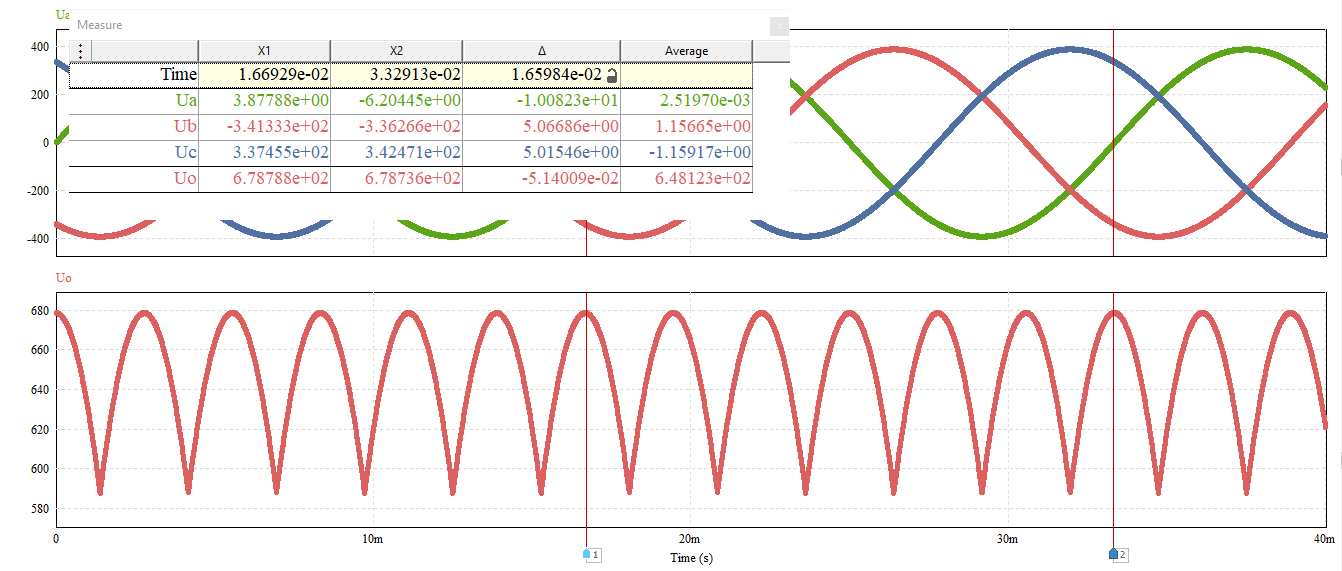 Ua
Measure
X1 X2 Δ Average
Time 1.66929e-02 3.32913e-02 1.65984e-02
Ua 3.87788e+00 -6.20445e+00 -1.00823e+01 2.51970e-03
Ub -3.41333e+02 -3.36266e+02 5.06686e+00 1.15665e+00
Uc 3.37455e+02 3.42471e+02 5.01546e+00 -1.15917e+00
Uo 6.78788e+02 6.78736e+02 -5.14009e-02 6.48123e+02
400
200
0
-200
-400
Uo
680
660
640
620
600
580
0 10m 20m 30m 40m
1 2
Time (s)